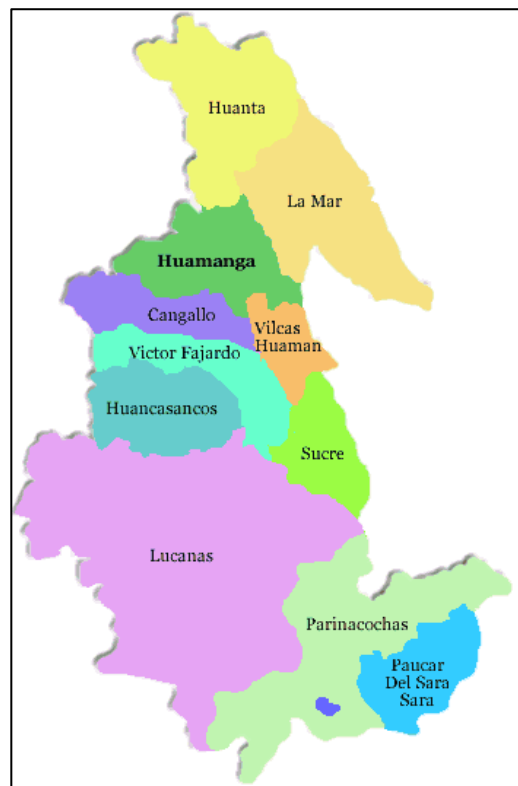 Huanta
La Mar
Huamanga
Cangallo
Vilcas
Huaman
Victor Fajardo
Huancasancos
Sucre
Lucanas
Parinacochas
Paucar
Del Sara
Sara